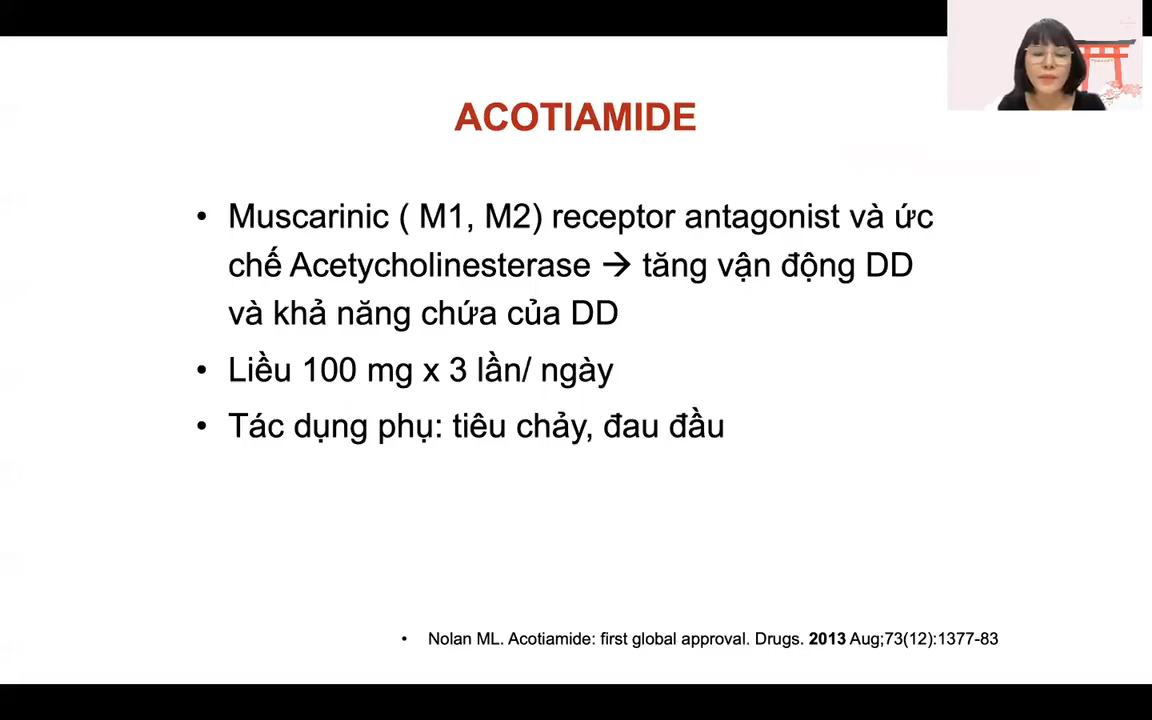 ACOTIAMIDE
• Muscarinic ( M1, M2) receptor antagonist và ức
chế Acetycholinesterase → tăng vận động DD
và khả năng chứa của DD
• Liều 100 mg x 3 lần/ ngày
• Tác dụng phụ: tiêu chảy, đau đầu
• Nolan ML. Acotiamide: first global approval. Drugs. 2013 Aug;73(12):1377-83